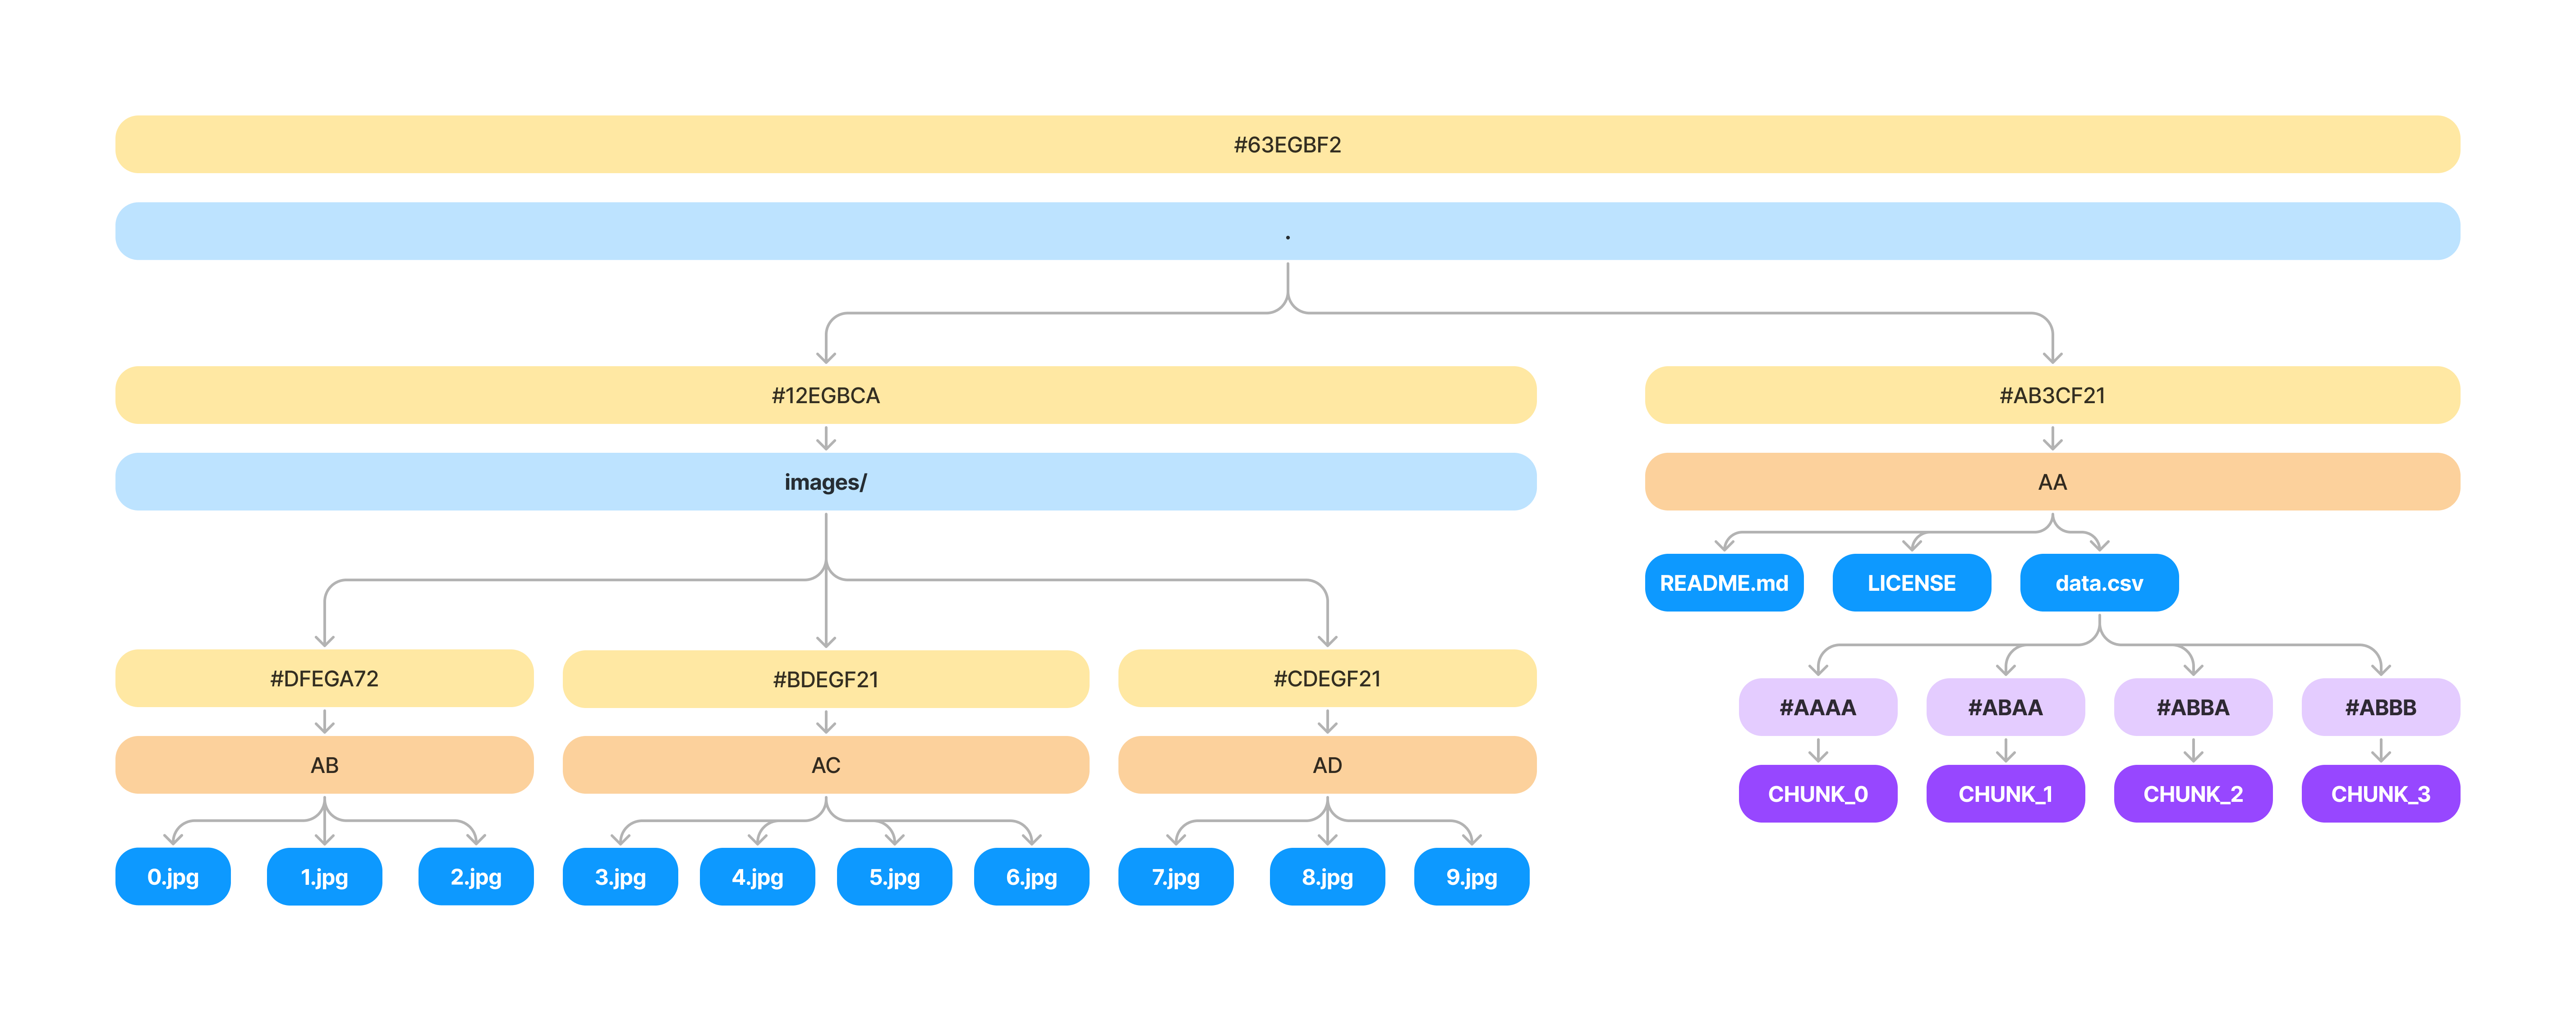 #63EGBF2
.
#12EGBCA
#AB3CF21
images/
AA
README.md
LICENSE
data.csv
#DFEGA72
#BDEGF21
#CDEGF21
#AAAA
#ABAA
#ABBA
#ABBB
AB
AC
AD
CHUNK_0
CHUNK_1
CHUNK_2
CHUNK_3
0.jpg
1.jpg
2.jpg
3.jpg
4.jpg
5.jpg
6.jpg
7.jpg
8.jpg
9.jpg